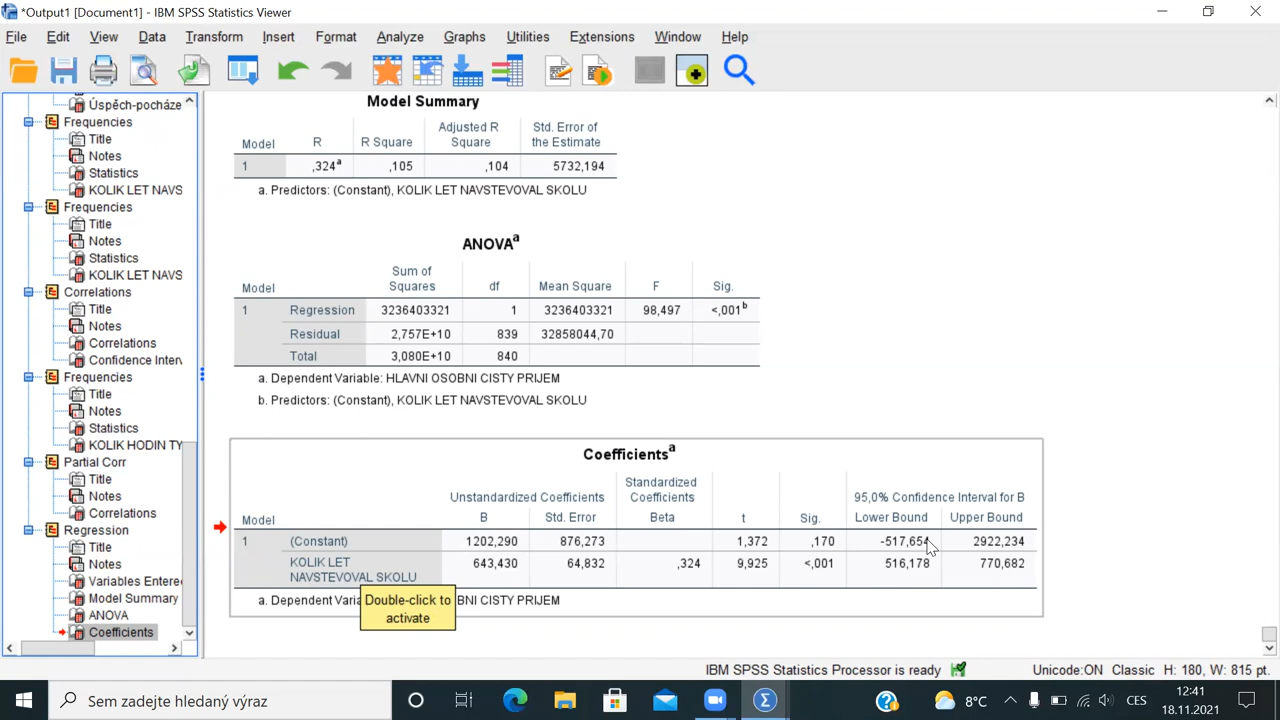 *Output1 [Document1] - IBM SPSS Statistics Viewer
File Edit View Data Transform Insert Format Analyze Graphs Utilities Extensions Window Help
Úspěch-pocháze
Frequencies
Title
Notes
Statistics
KOLIK LET NAVS
Frequencies
Title
Notes
Statistics
KOLIK LET NAVS
Correlations
Title
Notes
Correlations
Confidence Interv
Frequencies
Title
Notes
Statistics
KOLIK HODIN TY
Partial Corr
Title
Notes
Correlations
Regression
Title
Notes
Variables Entere
Model Summary
ANOVA
Coefficients
Model Summary
Model R R Square Adjusted R Square Std. Error of the Estimate
1 ,324a ,105 ,104 5732,194
a. Predictors: (Constant), KOLIK LET NAVSTEVOVAL SKOLU
ANOVAa
Model Sum of Squares df Mean Square F Sig.
1 Regression 3236403321 1 3236403321 98,497 <,001b
Residual 2,757E+10 839 32858044,70
Total 3,080E+10 840
a. Dependent Variable: HLAVNI OSOBNI CISTY PRIJEM
b. Predictors: (Constant), KOLIK LET NAVSTEVOVAL SKOLU
Coefficientsa
Unstandardized Coefficients Standardized Coefficients 95,0% Confidence Interval for B
Model B Std. Error Beta t Sig. Lower Bound Upper Bound
1 (Constant) 1202,290 876,273 1,372 ,170 -517,654 2922,234
KOLIK LET NAVSTEVOVAL SKOLU 643,430 64,832 ,324 9,925 <,001 516,178 770,682
a. Dependent Varia BNI CISTY PRIJEM
Double-click to
activate
IBM SPSS Statistics Processor is ready Unicode:ON Classic H: 180, W: 815 pt.
Sem zadejte hledaný výraz
8°C CES 12:41
18.11.2021